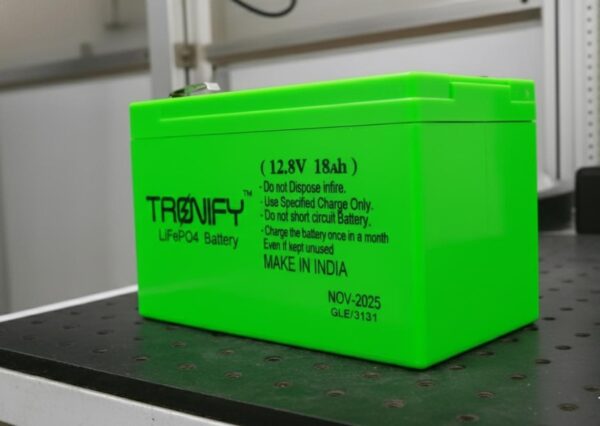 TRONIFY™
LiFePO4 Battery
( 12.8V 18Ah )
· Do not Dispose infire.
· Use Specified Charge Only.
· Do not short circuit Battery.
· Charge the battery once in a month
Even if kept unused
MAKE IN INDIA
NOV-2025
GLE/3131